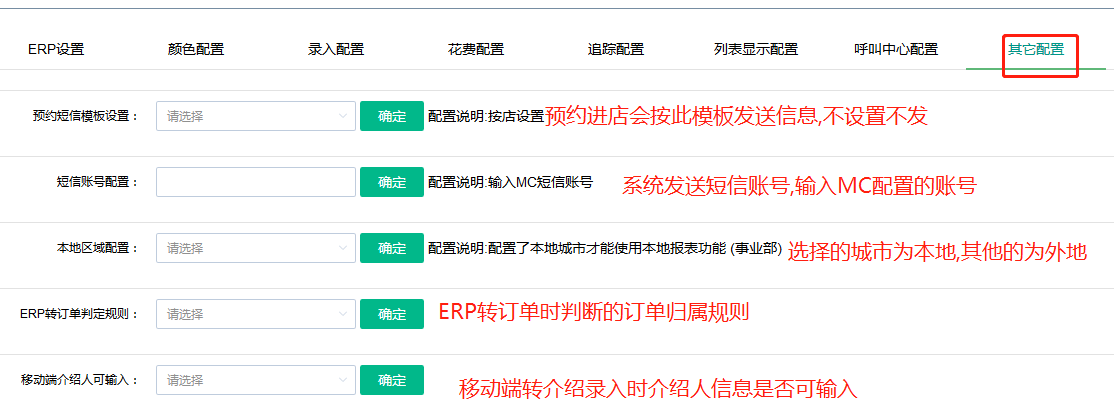 ERP设置 颜色配置 录入配置 花费配置 追踪配置 列表显示配置 呼叫中心配置 其它配置
预约短信模板设置： 请选择 确定 配置说明:按店设置 预约进店会按此模板发送信息,不设置不发
短信账号配置： 确定 配置说明:输入MC短信账号 系统发送短信账号,输入MC配置的账号
本地区域配置： 请选择 确定 配置说明:配置了本地城市才能使用本地报表功能 (事业部) 选择的城市为本地,其他的为外地
ERP转订单判定规则： 请选择 确定 ERP转订单时判断的订单归属规则
移动端介绍人可输入： 请选择 确定 移动端转介绍录入时介绍人信息是否可输入